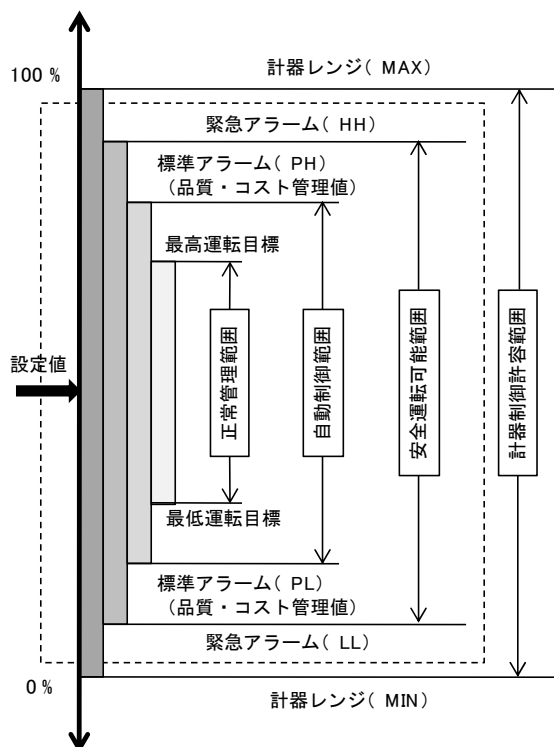 計器レンジ( MAX)
100 %
緊急アラーム( HH)
標準アラーム( PH)
(品質・コスト管理値)
最高運転目標
設定値
正常管理範囲
自動制御範囲
安全運転可能範囲
計器制御許容範囲
最低運転目標
標準アラーム( PL)
(品質・コスト管理値)
緊急アラーム( LL)
0 %
計器レンジ( MIN)